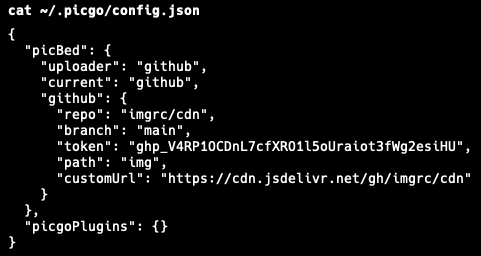 cat ~/.picgo/config.json
{
  "picBed": {
    "uploader": "github",
    "current": "github",
    "github": {
      "repo": "imgrc/cdn",
      "branch": "main",
      "token": "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",
      "path": "img",
      "customUrl": "https://cdn.jsdelivr.net/gh/imgrc/cdn"
    }
  },
  "picgoPlugins": {}
}